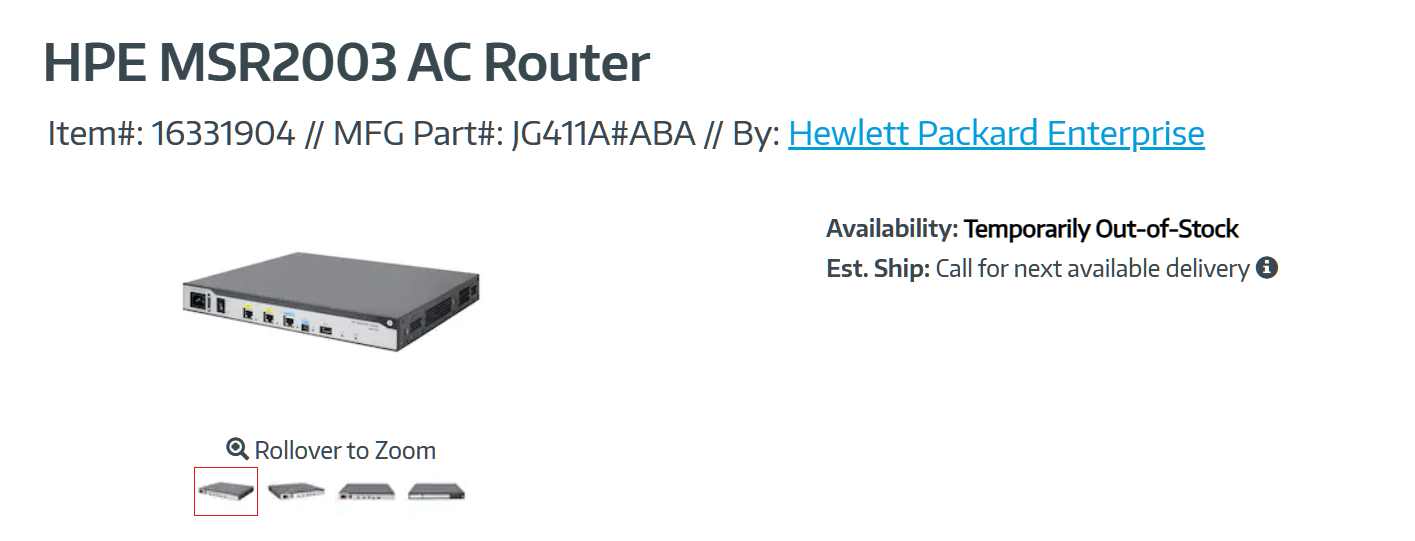 HPE MSR2003 AC Router
Item#: 16331904 // MFG Part#: JG411A#ABA // By: Hewlett Packard Enterprise
Availability: Temporarily Out-of-Stock
Est. Ship: Call for next available delivery
Rollover to Zoom